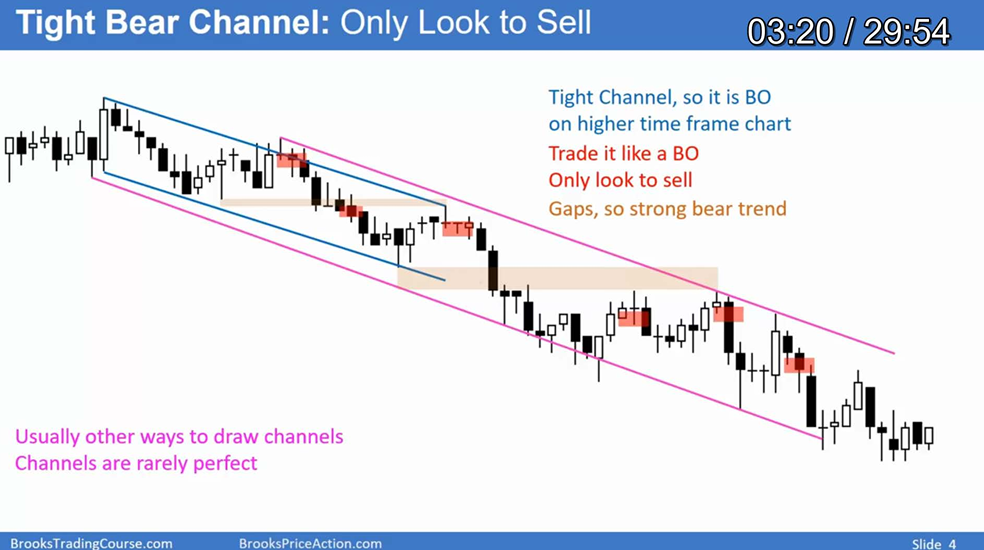 Tight Bear Channel: Only Look to Sell
03:20 / 29:54
Tight Channel, so it is BO
on higher time frame chart
Trade it like a BO
Only look to sell
Gaps, so strong bear trend
Usually other ways to draw channels
Channels are rarely perfect
BrooksTradingCourse.com
BrooksPriceAction.com
Slide 4